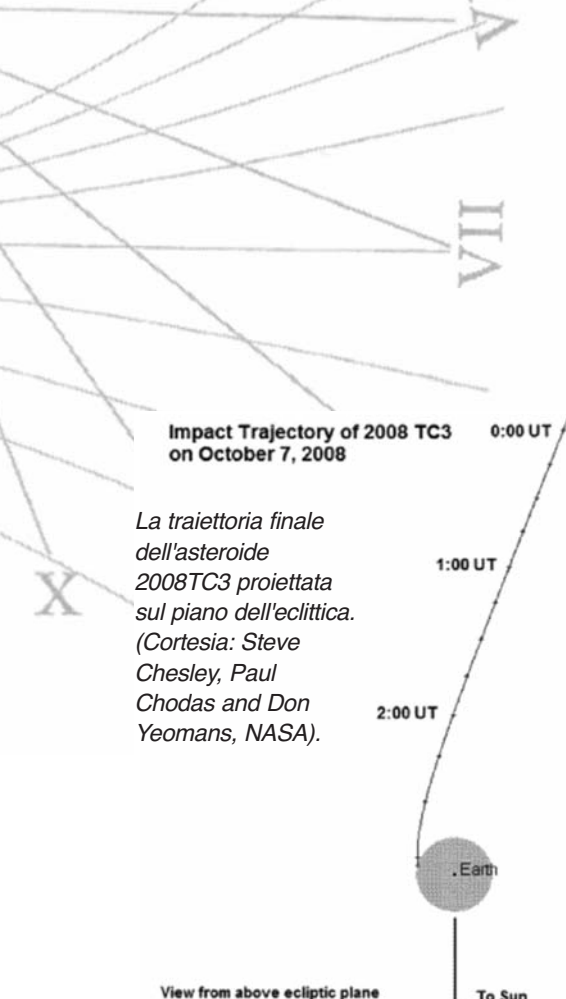 V
VII
X
Impact Trajectory of 2008 TC3
on October 7, 2008
0:00 UT
La traiettoria finale
dell'asteroide
2008TC3 proiettata
sul piano dell'eclittica.
(Cortesia: Steve
Chesley, Paul
Chodas and Don
Yeomans, NASA).
1:00 UT
2:00 UT
Earth
View from above ecliptic plane
To Sun